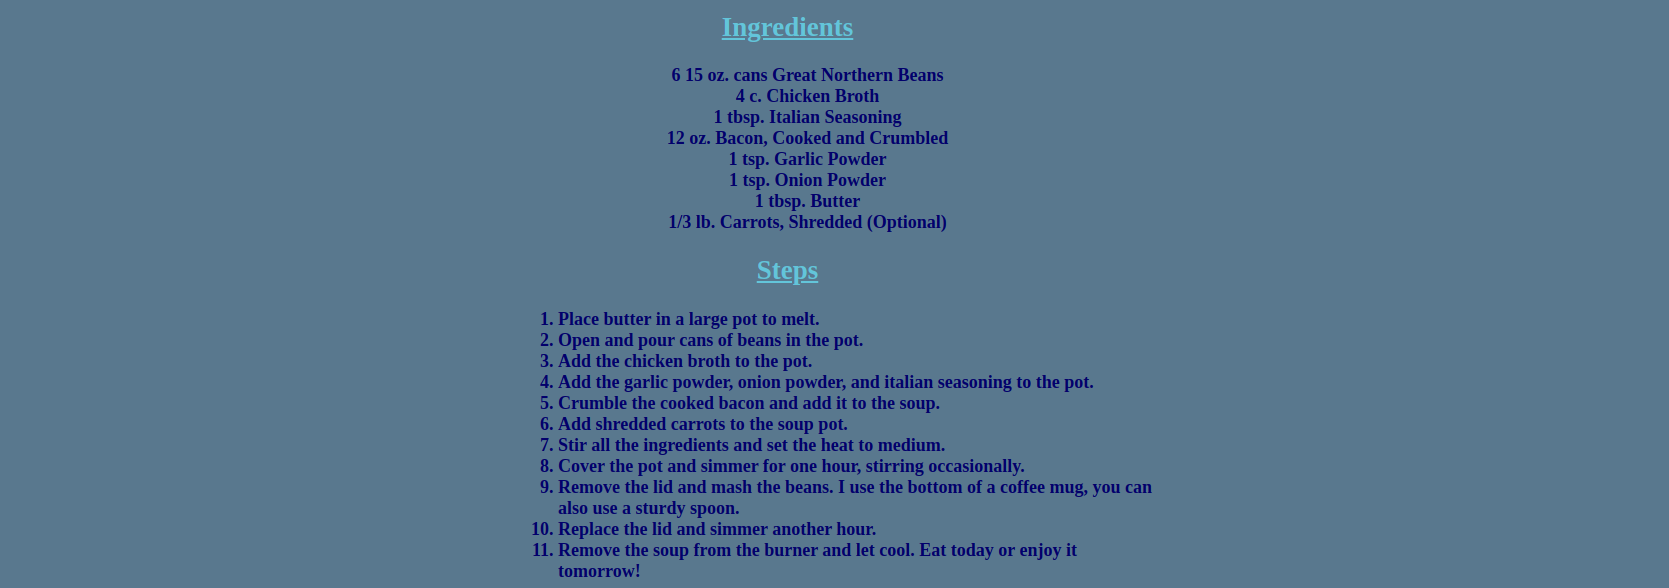 Ingredients
6 15 oz. cans Great Northern Beans
4 c. Chicken Broth
1 tbsp. Italian Seasoning
12 oz. Bacon, Cooked and Crumbled
1 tsp. Garlic Powder
1 tsp. Onion Powder
1 tbsp. Butter
1/3 lb. Carrots, Shredded (Optional)
Steps
1. Place butter in a large pot to melt.
2. Open and pour cans of beans in the pot.
3. Add the chicken broth to the pot.
4. Add the garlic powder, onion powder, and italian seasoning to the pot.
5. Crumble the cooked bacon and add it to the soup.
6. Add shredded carrots to the soup pot.
7. Stir all the ingredients and set the heat to medium.
8. Cover the pot and simmer for one hour, stirring occasionally.
9. Remove the lid and mash the beans. I use the bottom of a coffee mug, you can
also use a sturdy spoon.
10. Replace the lid and simmer another hour.
11. Remove the soup from the burner and let cool. Eat today or enjoy it
tomorrow!